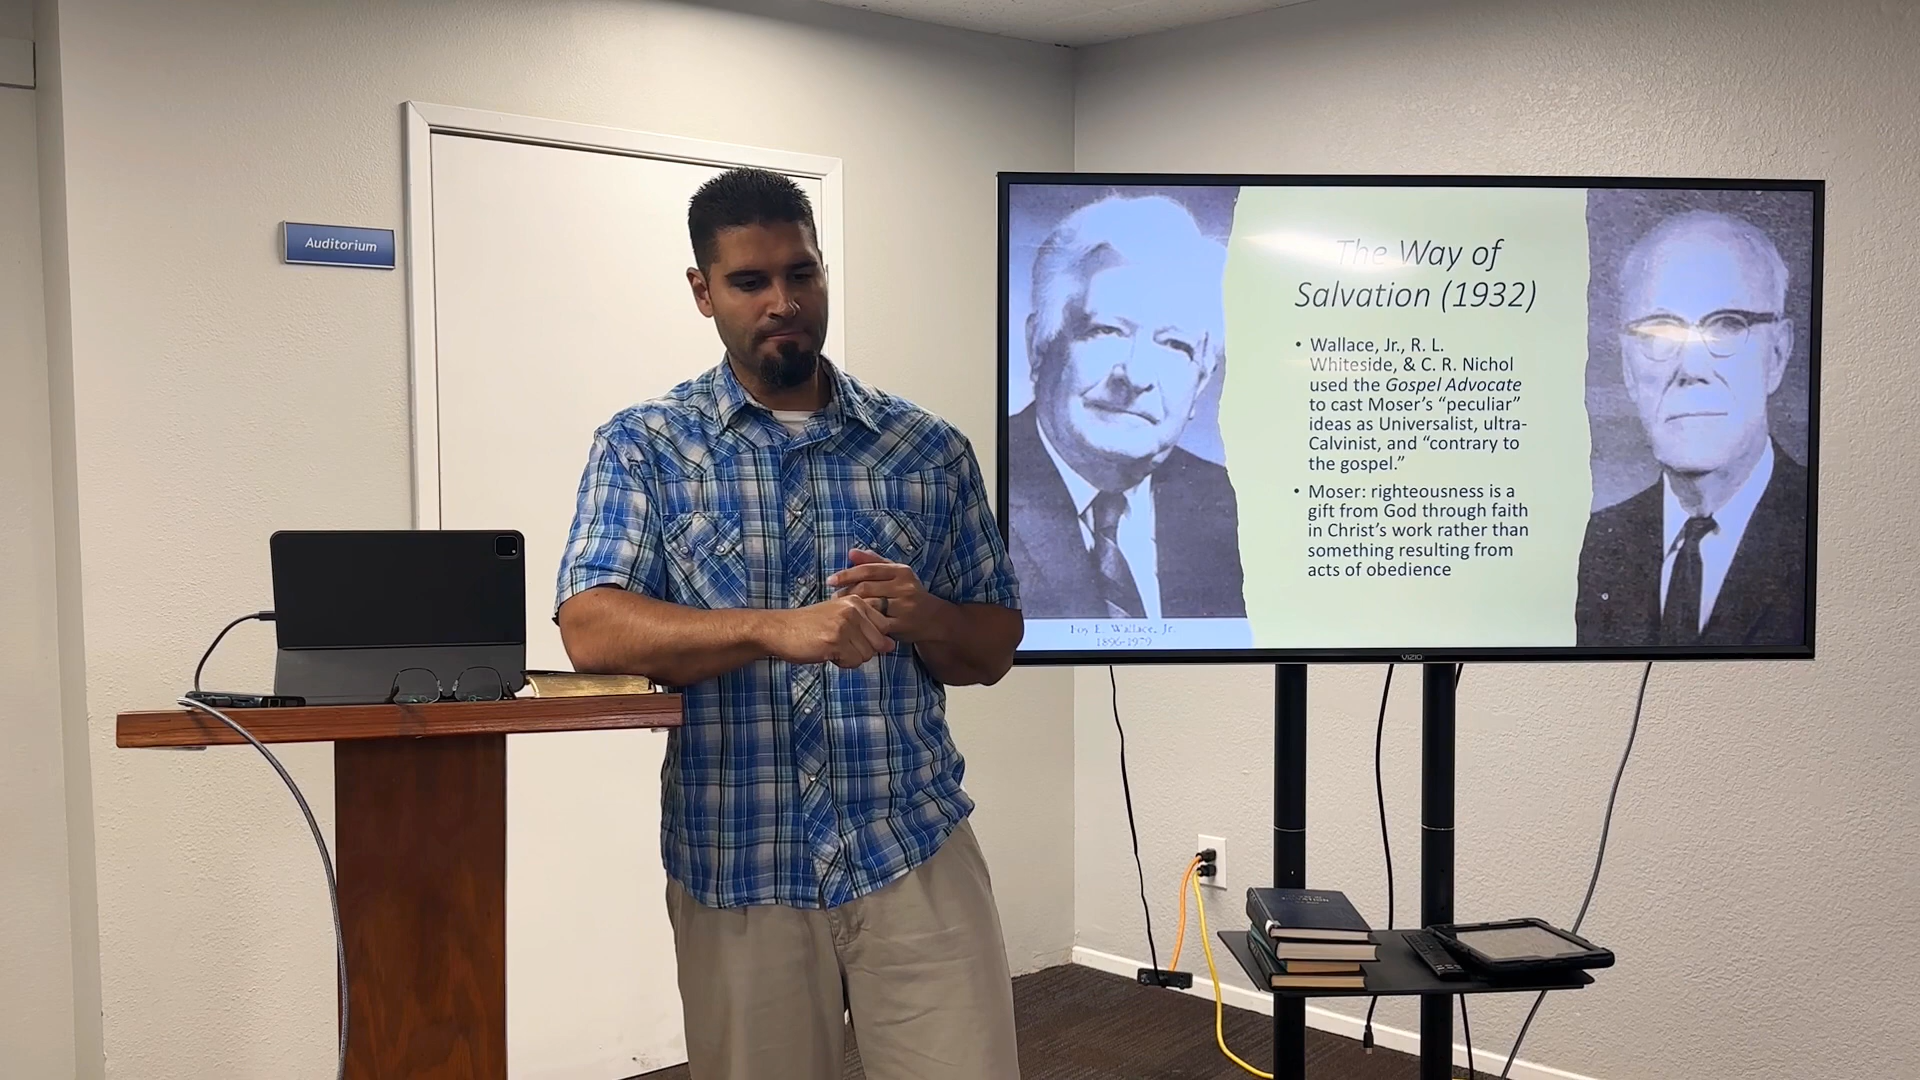 Auditorium
The Way of
Salvation (1932)
• Wallace, Jr., R. L.
Whiteside, & C. R. Nichol
used the Gospel Advocate
to cast Moser’s “peculiar”
ideas as Universalist, ultra-
Calvinist, and “contrary to
the gospel.”
• Moser: righteousness is a
gift from God through faith
in Christ’s work rather than
something resulting from
acts of obedience
Foy E. Wallace, Jr.
1896-1979
VIZIO